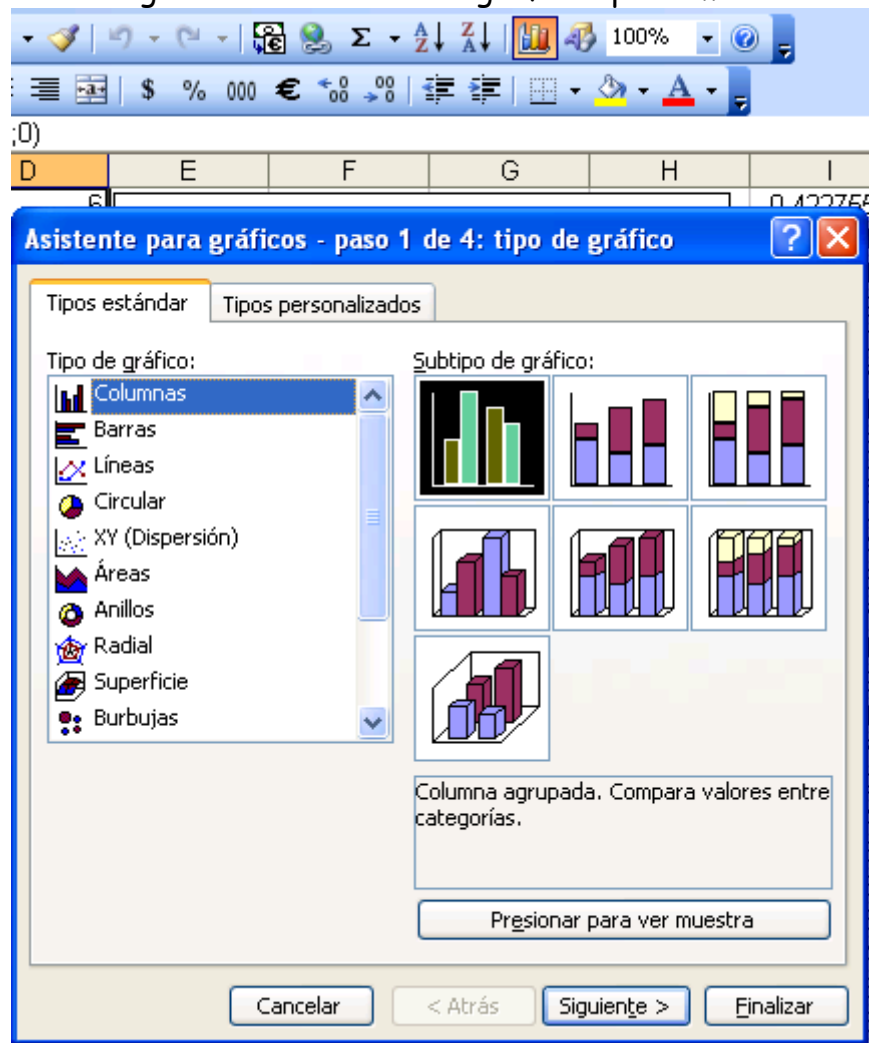 Σ A Z Z A 100% ?
$ % 000 € A
;0)
D E F G H I
6
Asistente para gráficos - paso 1 de 4: tipo de gráfico
Tipos estándar Tipos personalizados
Tipo de gráfico:
Columnas
Barras
Líneas
Circular
XY (Dispersión)
Áreas
Anillos
Radial
Superficie
Burbujas
Subtipo de gráfico:
Columna agrupada. Compara valores entre
categorías.
Presionar para ver muestra
Cancelar < Atrás Siguiente > Finalizar